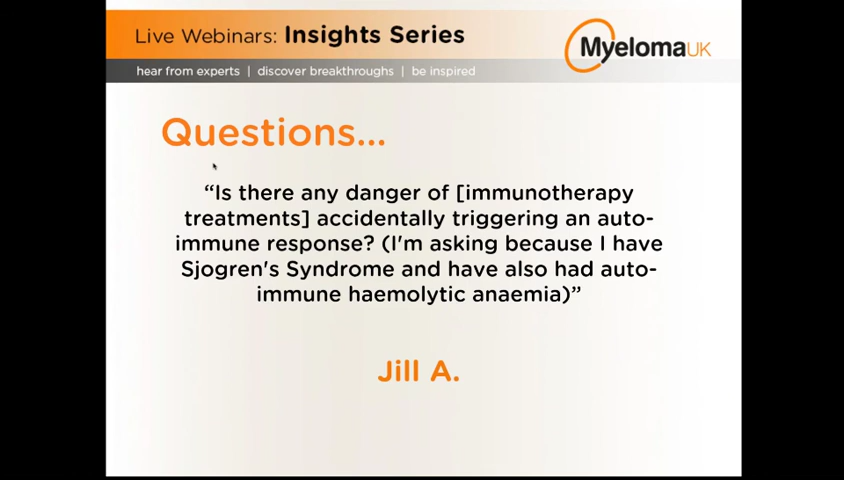 Live Webinars: Insights Series
MyelomaUK
hear from experts | discover breakthroughs | be inspired
Questions...
“Is there any danger of [immunotherapy
treatments] accidentally triggering an auto-
immune response? (I'm asking because I have
Sjogren's Syndrome and have also had auto-
immune haemolytic anaemia)”
Jill A.